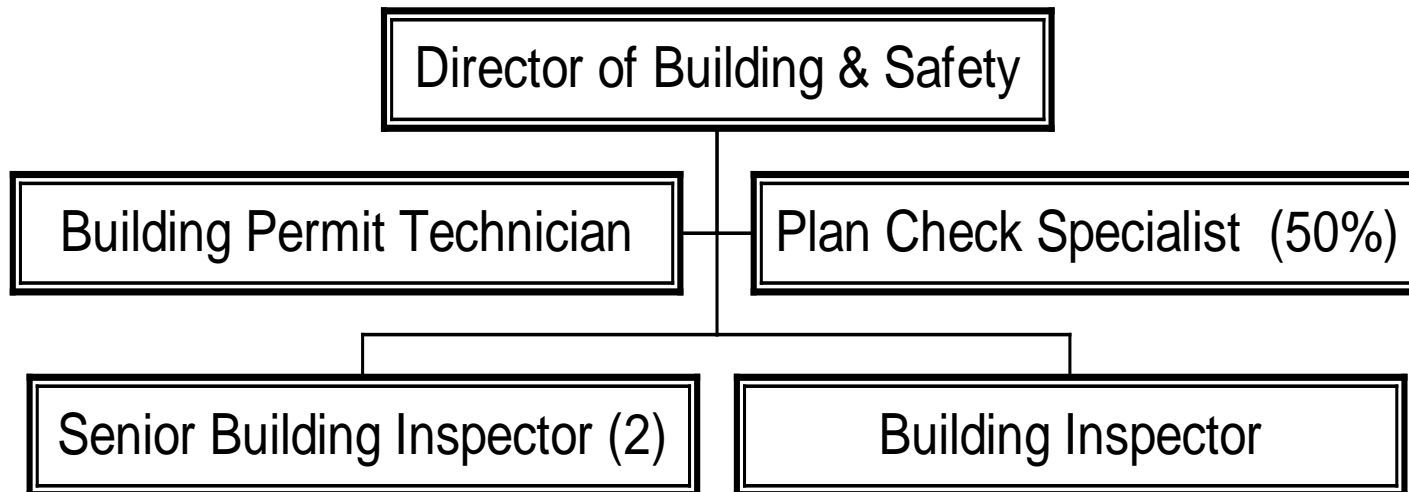 Director of Building & Safety
Building Permit Technician
Plan Check Specialist (50%)
Senior Building Inspector (2)
Building Inspector